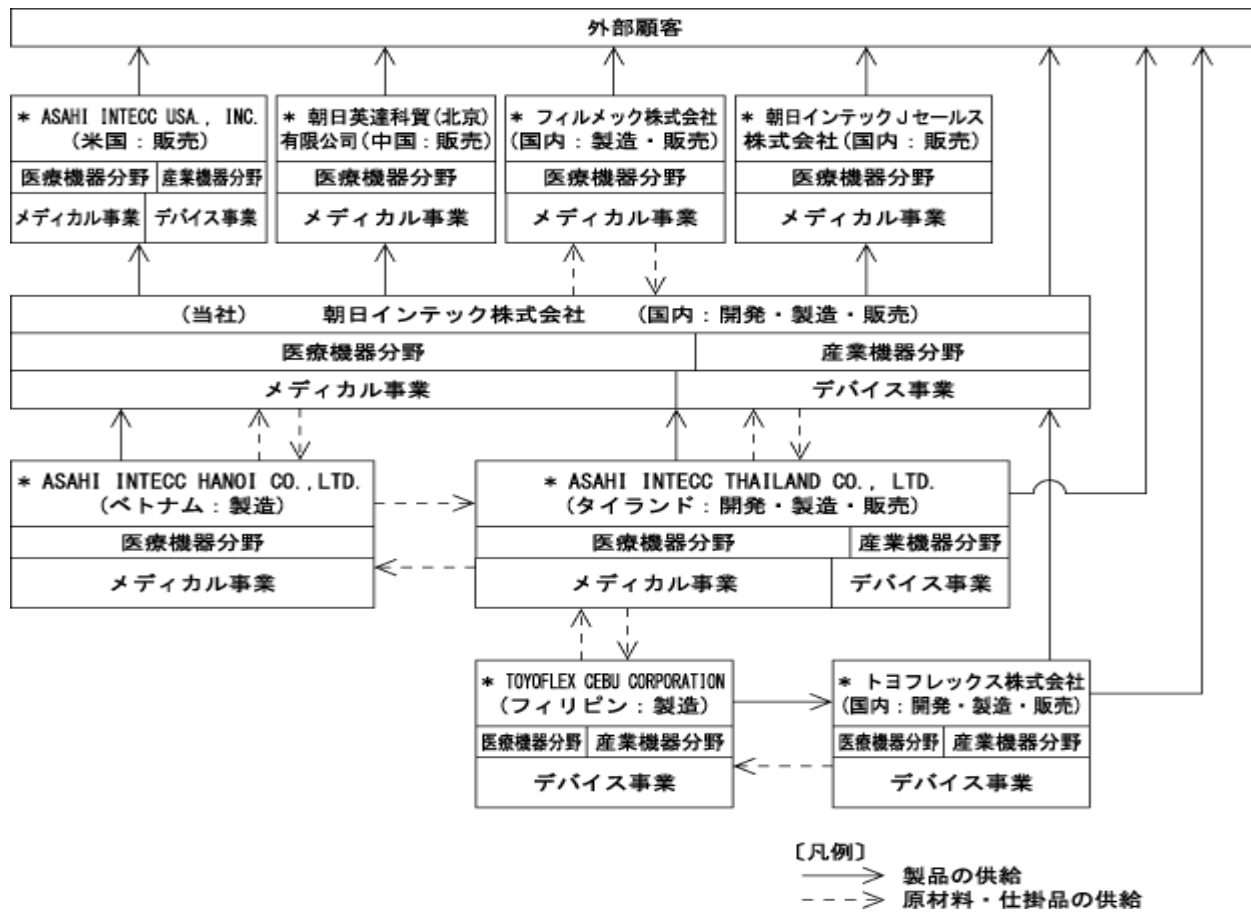 外部顧客
* ASAHI INTECC USA., INC.
(米国:販売)
医療機器分野 産業機器分野
メディカル事業 デバイス事業
* 朝日英達科貿(北京)
有限公司(中国:販売)
医療機器分野
メディカル事業
* フィルメック株式会社
(国内:製造・販売)
医療機器分野
メディカル事業
* 朝日インテックJセールス
株式会社(国内:販売)
医療機器分野
メディカル事業
(当社) 朝日インテック株式会社 (国内:開発・製造・販売)
医療機器分野 産業機器分野
メディカル事業 デバイス事業
* ASAHI INTECC HANOI CO.,LTD.
(ベトナム:製造)
医療機器分野
メディカル事業
* ASAHI INTECC THAILAND CO., LTD.
(タイランド:開発・製造・販売)
医療機器分野 産業機器分野
メディカル事業 デバイス事業
* TOYOFLEX CEBU CORPORATION
(フィリピン:製造)
医療機器分野 産業機器分野
デバイス事業
* トヨフレックス株式会社
(国内:開発・製造・販売)
医療機器分野 産業機器分野
デバイス事業
〔凡例〕
製品の供給
原材料・仕掛品の供給